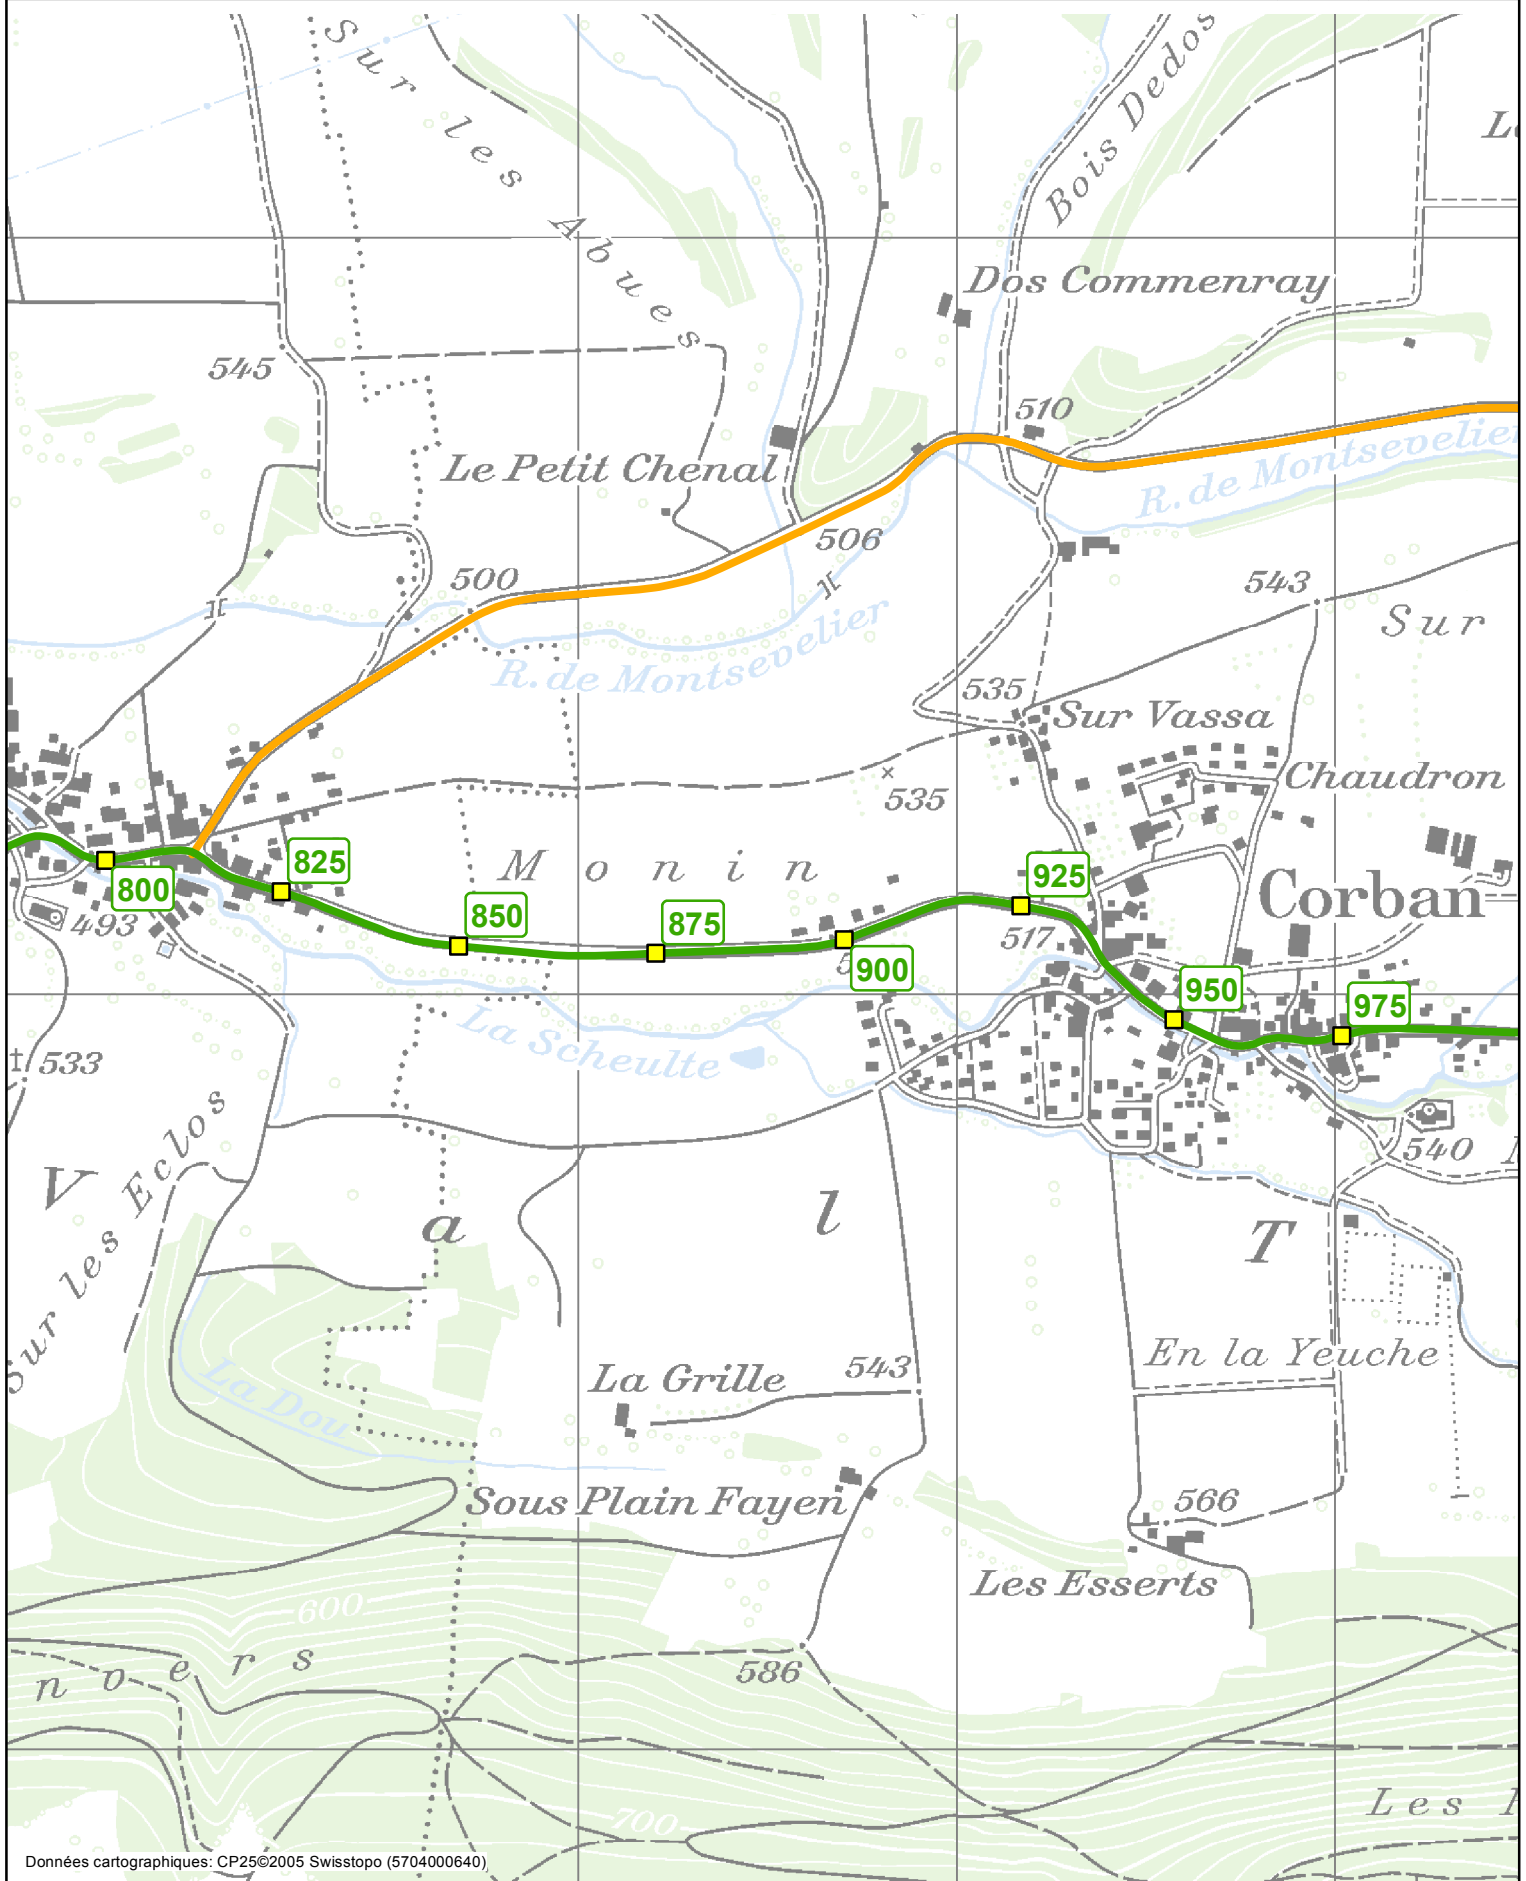 Sur les Abues
Bois Dedos
Dos Commenray
545
510
Le Petit Chenal
R. de Montsevelier
506
500
543
Sur
R. de Montsevelier
535
Sur Vassa
Chaudron
535
825
Monin
800
925
Corban
850
875
493
517
900
950
975
La Scheulte
533
540
V a l T
Sur les Eclos
La Dou
La Grille
543
En la Yeuche
Sous Plain Fayen
566
Les Esserts
600
586
700
Les
Données cartographiques: CP25©2005 Swisstopo (5704000640)